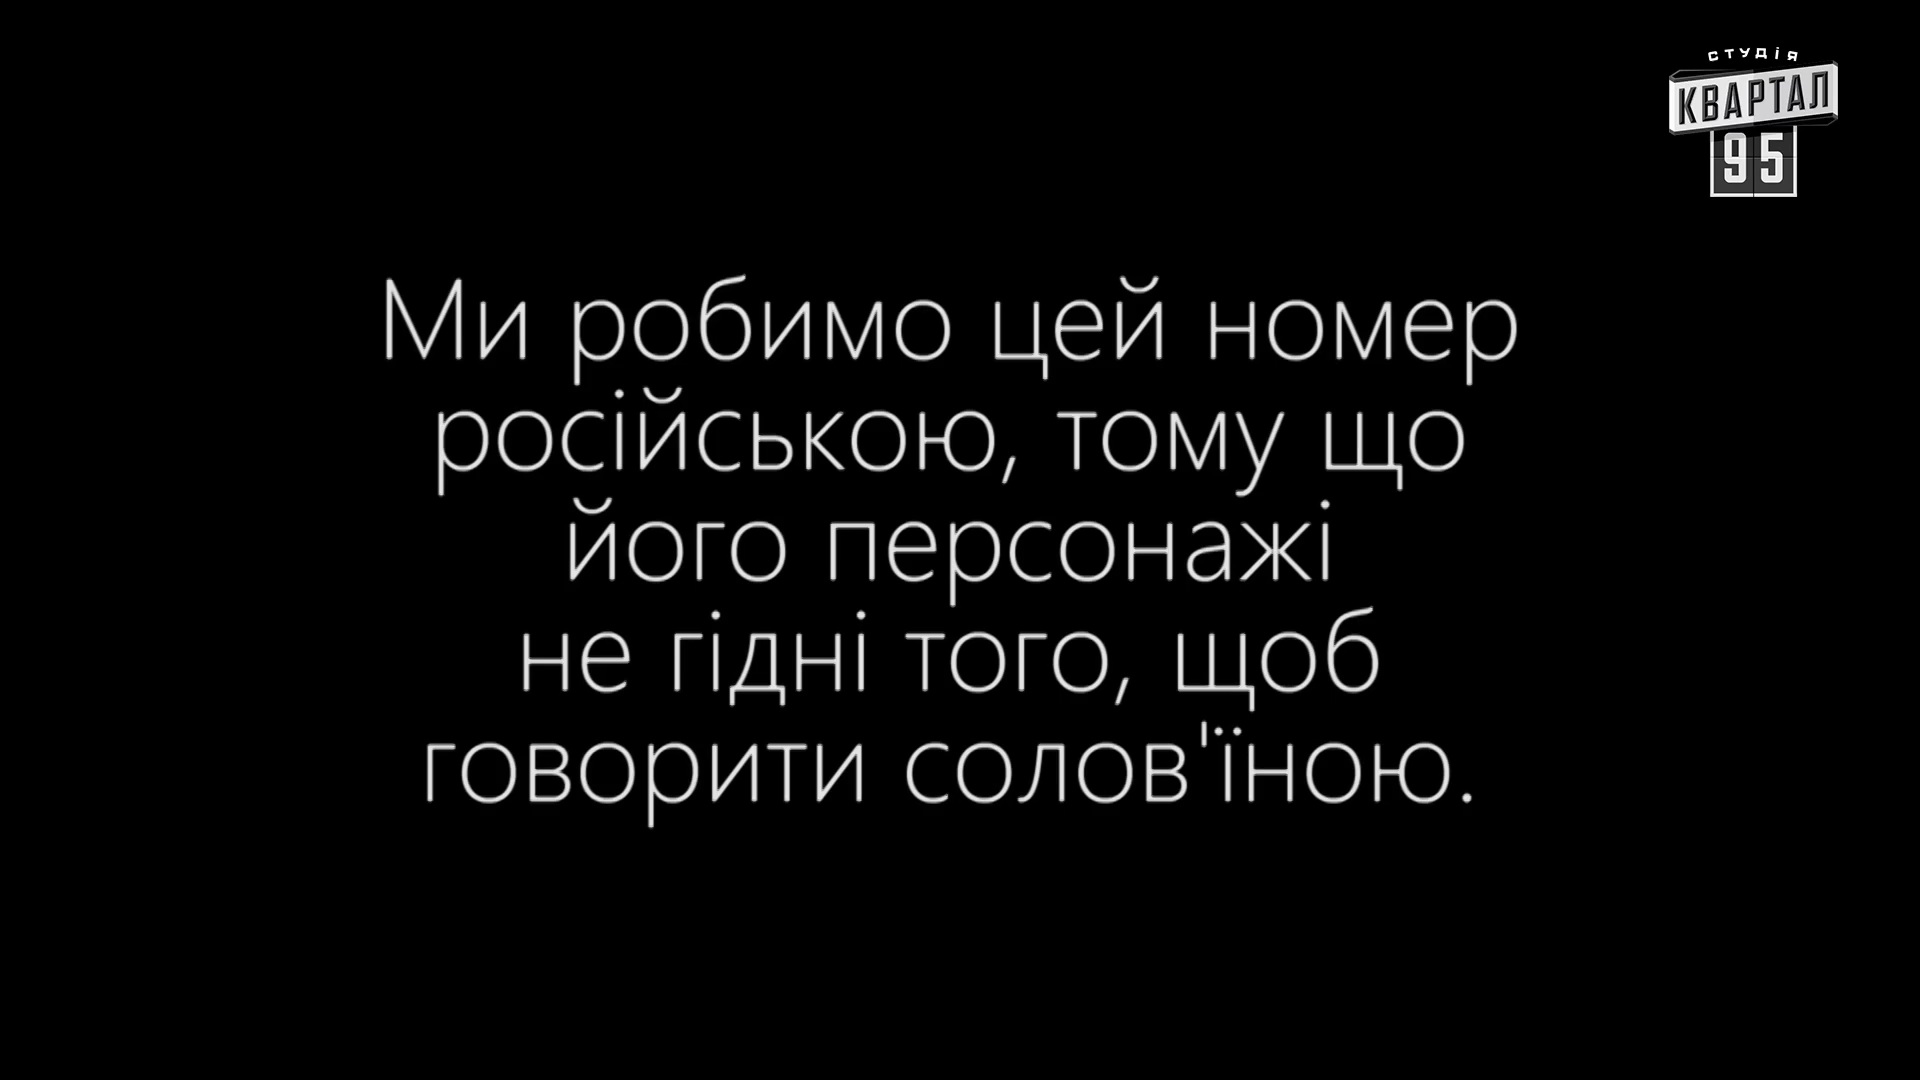 студія
КВАРТАЛ
95
Ми робимо цей номер
російською, тому що
його персонажі
не гідні того, щоб
говорити солов'їною.